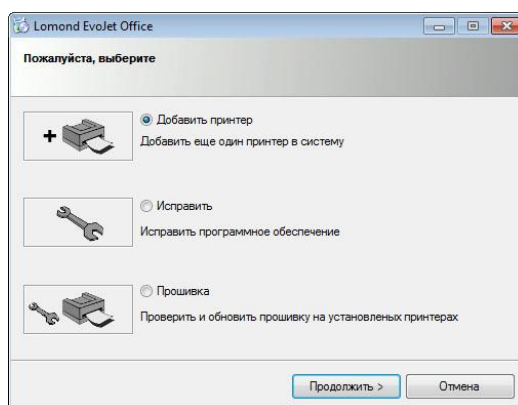 Lomond EvoJet Office
Пожалуйста, выберите
Добавить принтер
Добавить еще один принтер в систему
Исправить
Исправить программное обеспечение
Прошивка
Проверить и обновить прошивку на установленых принтерах
Продолжить >
Отмена